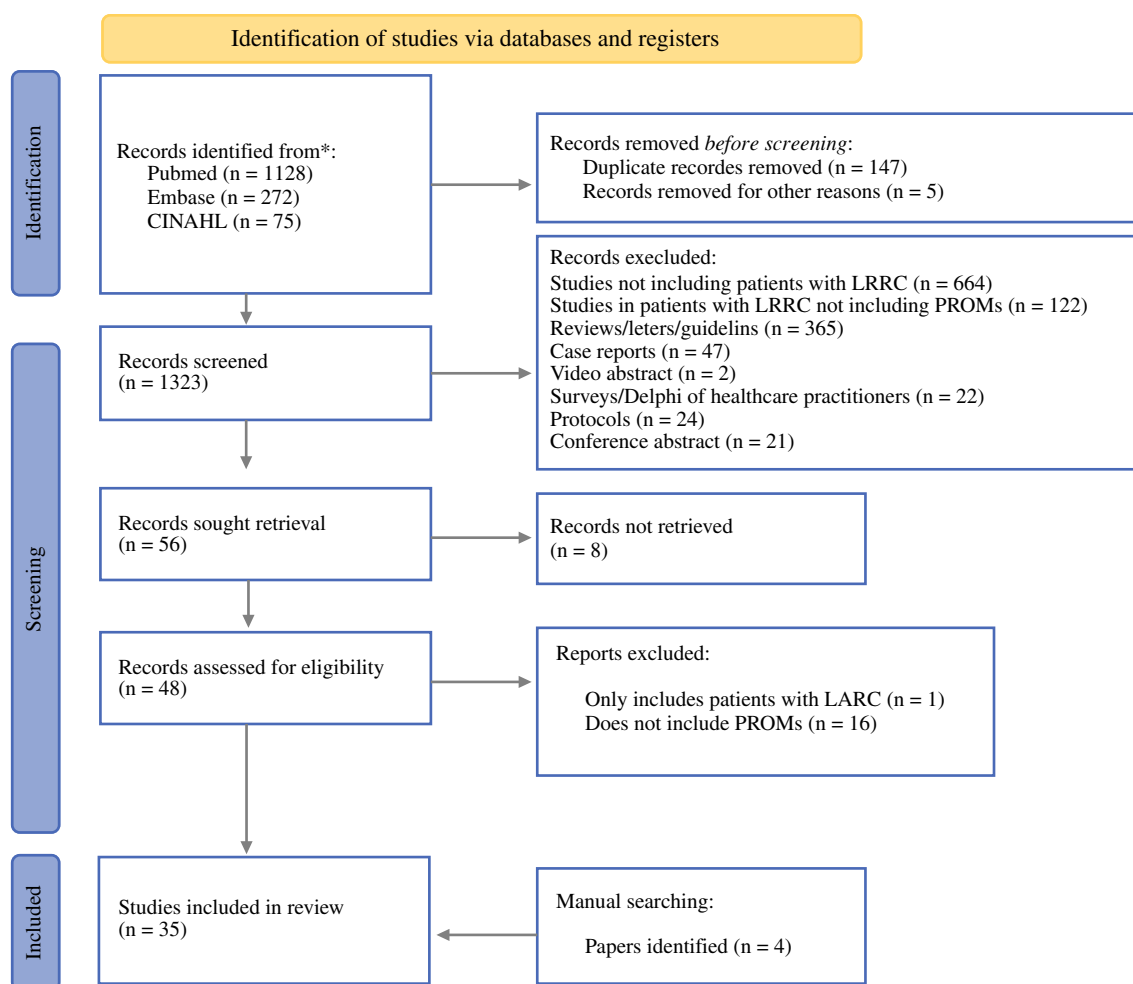 Identification of studies via databases and registers
Identification
Records identified from*:
Pubmed (n = 1128)
Embase (n = 272)
CINAHL (n = 75)
Records removed before screening:
Duplicate recordes removed (n = 147)
Records removed for other reasons (n = 5)
Screening
Records screened
(n = 1323)
Records execluded:
Studies not including patients with LRRC (n = 664)
Studies in patients with LRRC not including PROMs (n = 122)
Reviews/leters/guidelins (n = 365)
Case reports (n = 47)
Video abstract (n = 2)
Surveys/Delphi of healthcare practitioners (n = 22)
Protocols (n = 24)
Conference abstract (n = 21)
Records sought retrieval
(n = 56)
Records not retrieved
(n = 8)
Records assessed for eligibility
(n = 48)
Reports excluded:
Only includes patients with LARC (n = 1)
Does not include PROMs (n = 16)
Included
Studies included in review
(n = 35)
Manual searching:
Papers identified (n = 4)